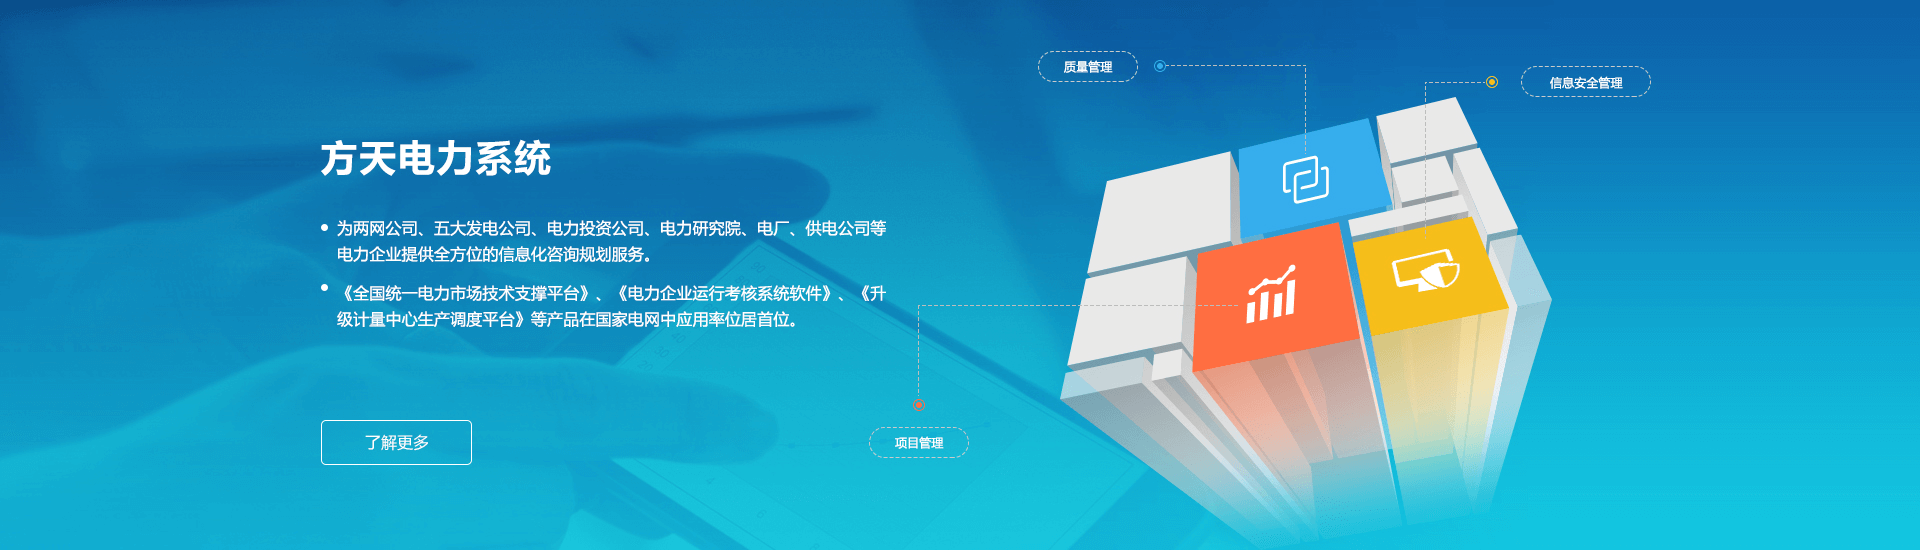 质量管理
信息安全管理
方天电力系统
• 为两网公司、五大发电公司、电力投资公司、电力研究院、电厂、供电公司等
电力企业提供全方位的信息化咨询规划服务。
• 《全国统一电力市场技术支撑平台》、《电力企业运行考核系统软件》、《升
级计量中心生产调度平台》等产品在国家电网中应用率位居首位。
了解更多
项目管理